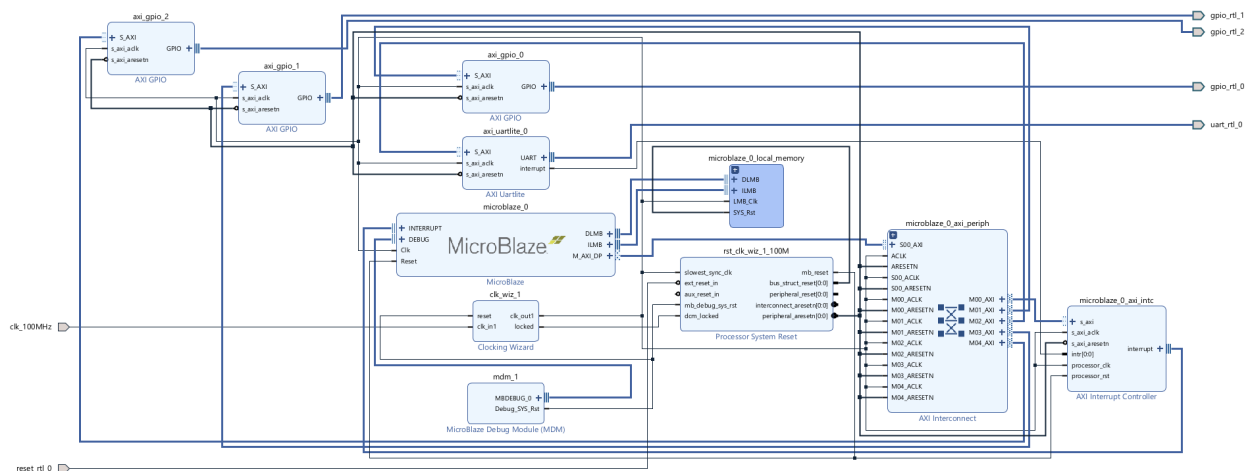 axi_gpio_2
S_AXI
s_axi_aclk
s_axi_aresetn
GPIO
AXI GPIO
axi_gpio_1
S_AXI
s_axi_aclk
s_axi_aresetn
GPIO
AXI GPIO
axi_gpio_0
S_AXI
s_axi_aclk
s_axi_aresetn
GPIO
AXI GPIO
axi_uartlite_0
S_AXI
s_axi_aclk
s_axi_aresetn
UART
interrupt
AXI Uartlite
microblaze_0
INTERRUPT
DEBUG
Clk
Reset
MicroBlaze
DLMB
ILMB
M_AXI_DP
MicroBlaze
clk_wiz_1
reset
clk_in1
clk_out1
locked
Clocking Wizard
mdm_1
MBDEBUG_0
Debug_SYS_Rst
MicroBlaze Debug Module (MDM)
microblaze_0_local_memory
DLMB
ILMB
LMB_Clk
SYS_Rst
rst_clk_wiz_1_100M
slowest_sync_clk
ext_reset_in
aux_reset_in
mb_debug_sys_rst
dcm_locked
mb_reset
bus_struct_reset[0:0]
peripheral_reset[0:0]
interconnect_aresetn[0:0]
peripheral_aresetn[0:0]
Processor System Reset
microblaze_0_axi_periph
S00_AXI
ACLK
ARESETN
S00_ACLK
S00_ARESETN
M00_ACLK
M00_ARESETN
M01_ACLK
M01_ARESETN
M02_ACLK
M02_ARESETN
M03_ACLK
M03_ARESETN
M04_ACLK
M04_ARESETN
M00_AXI
M01_AXI
M02_AXI
M03_AXI
M04_AXI
AXI Interconnect
microblaze_0_axi_intc
s_axi
s_axi_aclk
s_axi_aresetn
intr[0:0]
processor_clk
processor_rst
interrupt
AXI Interrupt Controller
gpio_rtl_1
gpio_rtl_2
gpio_rtl_0
uart_rtl_0
clk_100MHz
reset_rtl_0